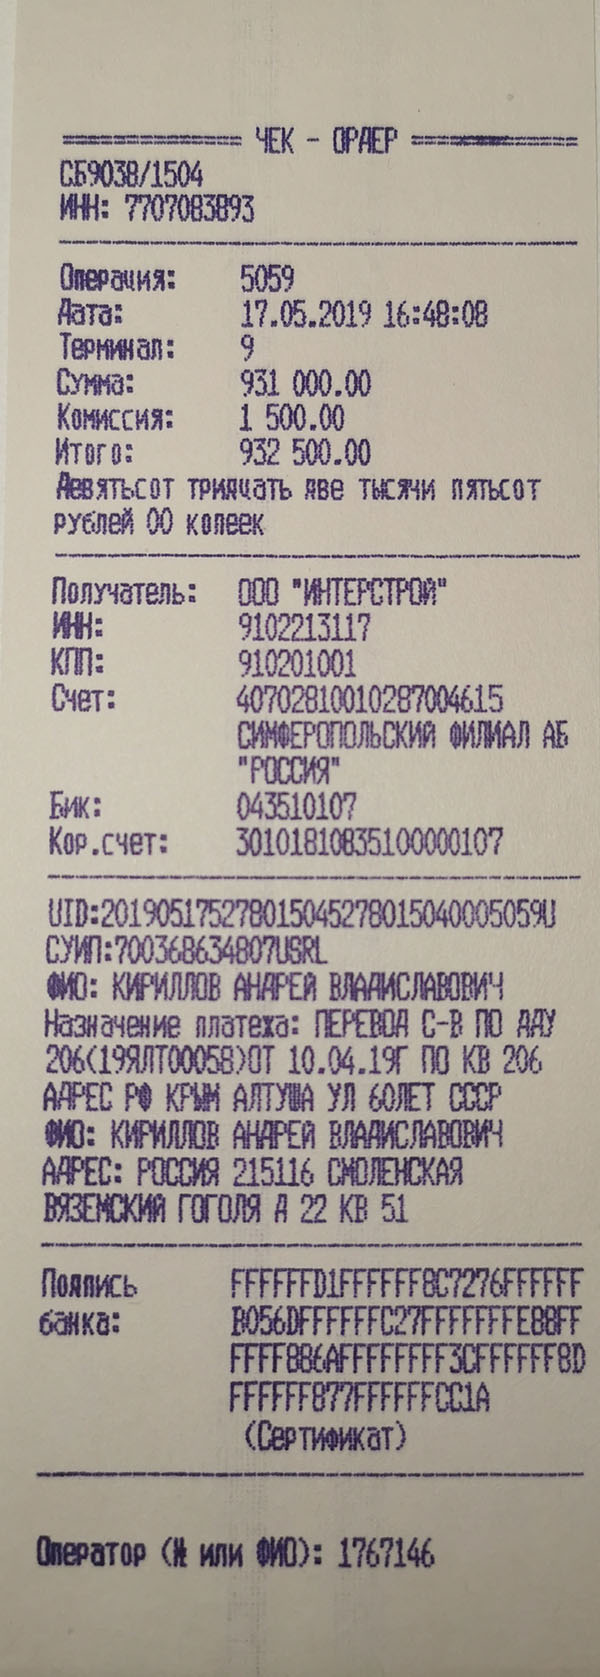 ЧЕК - ОРДЕР
СБ9038/1504
ИНН: 7707083893
Операция: 5059
Дата: 17.05.2019 16:48:08
Терминал: 9
Сумма: 931 000.00
Комиссия: 1 500.00
Итого: 932 500.00
Девятьсот тридцать две тысячи пятьсот
рублей 00 копеек
Получатель: ООО "ИНТЕРСТРОЙ"
ИНН: 9102213117
КПП: 910201001
Счет: 40702810010287004615
СИМФЕРОПОЛЬСКИЙ ФИЛИАЛ АБ
"РОССИЯ"
Бик: 043510107
Кор.счет: 30101810835100000107
UID:201905175278015045278015040005059U
СУИП:700368634807USRL
ФИО: КИРИЛЛОВ АНДРЕЙ ВЛАДИСЛАВОВИЧ
Назначение платежа: ПЕРЕВОД С-В ПО ДДУ
206(19ЯЛТ00058)ОТ 10.04.19Г ПО КВ 206
АДРЕС РФ КРЫМ АЛТУША УЛ 60ЛЕТ СССР
ФИО: КИРИЛЛОВ АНДРЕЙ ВЛАДИСЛАВОВИЧ
АДРЕС: РОССИЯ 215116 СМОЛЕНСКАЯ
ВЯЗЕМСКИЙ ГОГОЛЯ Д 22 КВ 51
Подпись FFFFFFD1FFFFFF8C7276FFFFFF
банка: B056DFFFFFFC27FFFFFFFE88FF
FFFF886AFFFFFFFFF3CFFFFFF8D
FFFFFF877FFFFFFCC1A
(Сертификат)
Оператор (№ или ФИО): 1767146